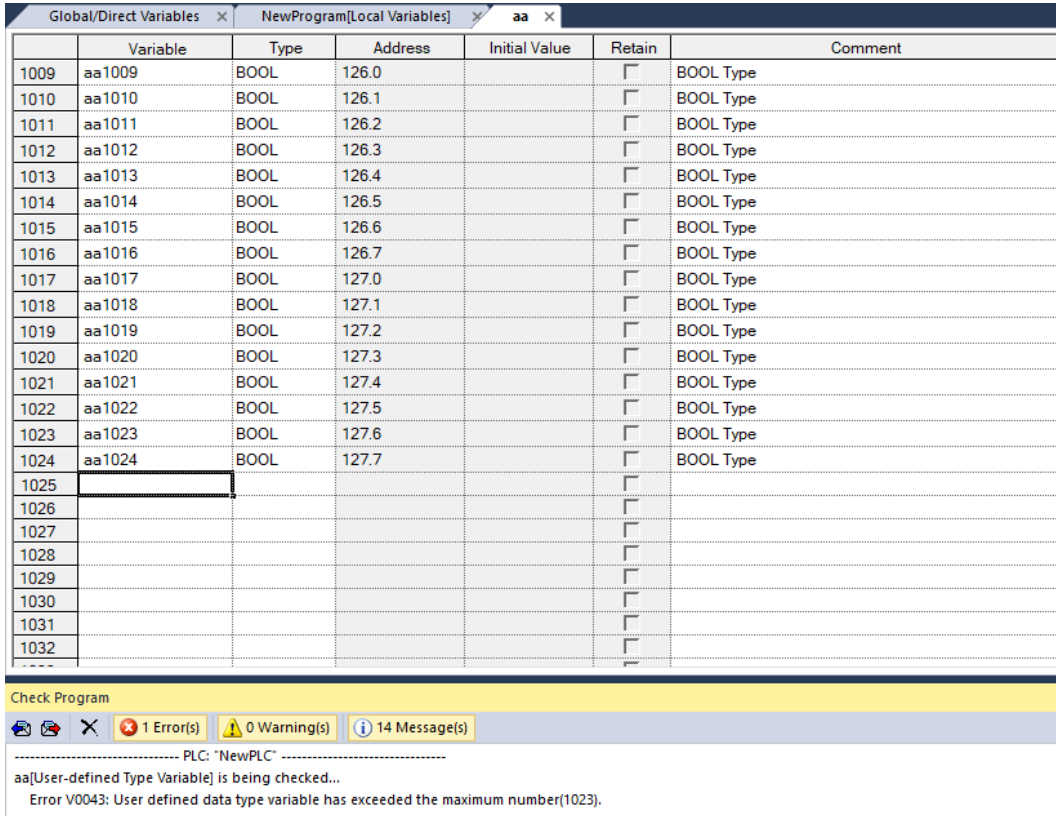 Global/Direct Variables NewProgram[Local Variables] aa
Variable Type Address Initial Value Retain Comment
1009 aa1009 BOOL 126.0 BOOL Type
1010 aa1010 BOOL 126.1 BOOL Type
1011 aa1011 BOOL 126.2 BOOL Type
1012 aa1012 BOOL 126.3 BOOL Type
1013 aa1013 BOOL 126.4 BOOL Type
1014 aa1014 BOOL 126.5 BOOL Type
1015 aa1015 BOOL 126.6 BOOL Type
1016 aa1016 BOOL 126.7 BOOL Type
1017 aa1017 BOOL 127.0 BOOL Type
1018 aa1018 BOOL 127.1 BOOL Type
1019 aa1019 BOOL 127.2 BOOL Type
1020 aa1020 BOOL 127.3 BOOL Type
1021 aa1021 BOOL 127.4 BOOL Type
1022 aa1022 BOOL 127.5 BOOL Type
1023 aa1023 BOOL 127.6 BOOL Type
1024 aa1024 BOOL 127.7 BOOL Type
1025
1026
1027
1028
1029
1030
1031
1032
Check Program
1 Error(s) 0 Warning(s) 14 Message(s)
-------------------------------- PLC: "NewPLC" --------------------------------
aa[User-defined Type Variable] is being checked...
Error V0043: User defined data type variable has exceeded the maximum number(1023).